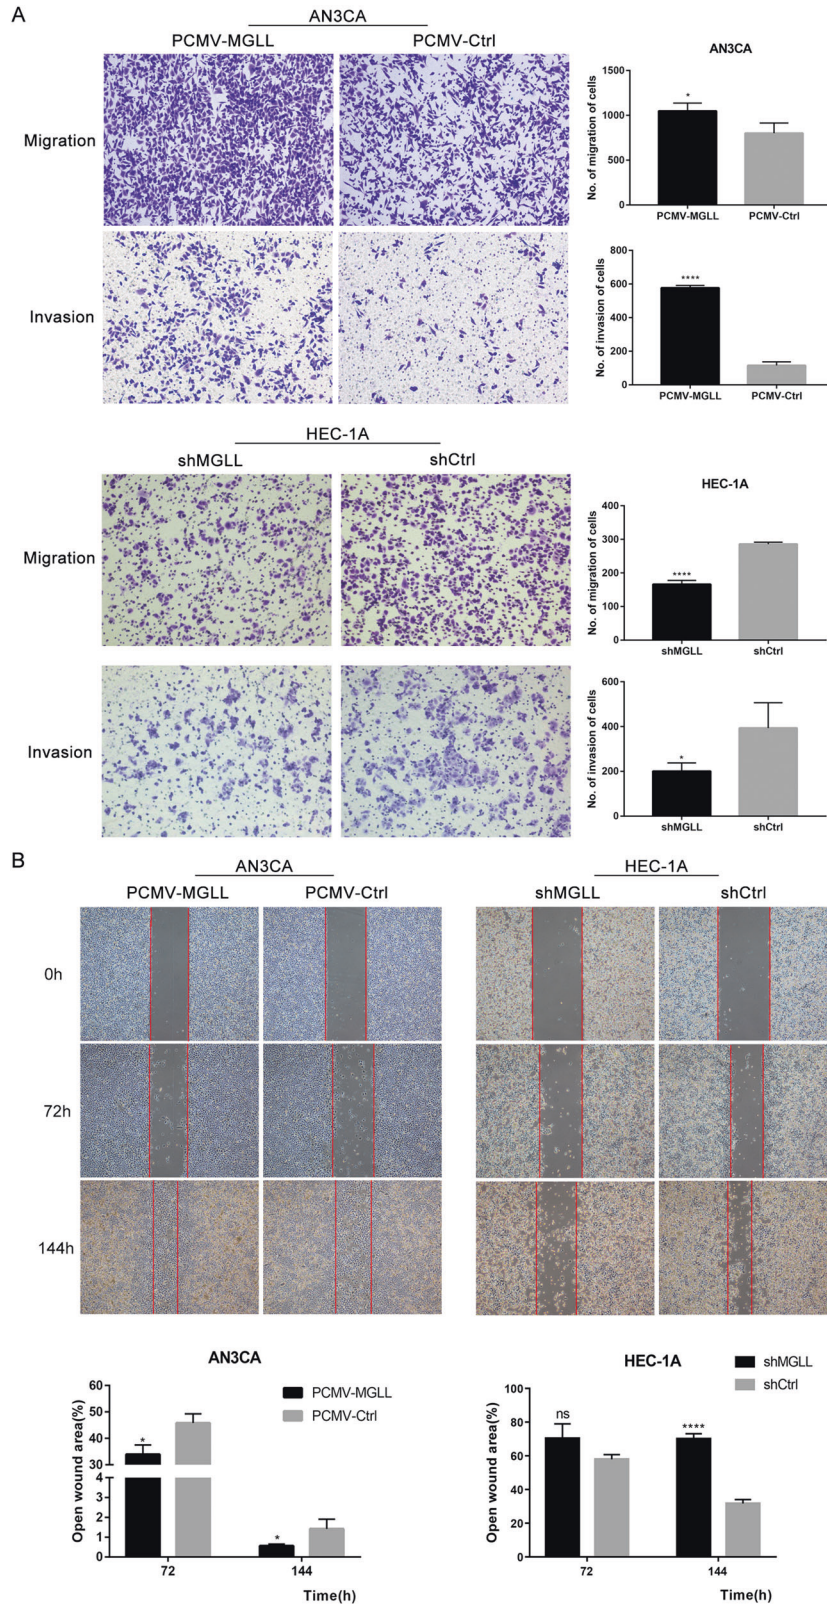 A
AN3CA
PCMV-MGLL PCMV-Ctrl
Migration
Invasion
AN3CA
No. of migration of cells
1500
1000
500
0
*
PCMV-MGLL PCMV-Ctrl
No. of invasion of cells
800
600
400
200
0
****
PCMV-MGLL PCMV-Ctrl
HEC-1A
shMGLL shCtrl
Migration
Invasion
HEC-1A
No. of migration of cells
400
300
200
100
0
****
shMGLL shCtrl
No. of invasion of cells
600
400
200
0
*
shMGLL shCtrl
B
AN3CA
PCMV-MGLL PCMV-Ctrl
0h
72h
144h
HEC-1A
shMGLL shCtrl
AN3CA
PCMV-MGLL
PCMV-Ctrl
Open wound area(%)
60
50
40
30
4
3
2
1
0
*
*
72 144
Time(h)
HEC-1A
shMGLL
shCtrl
Open wound area(%)
100
80
60
40
20
0
ns
****
72 144
Time(h)